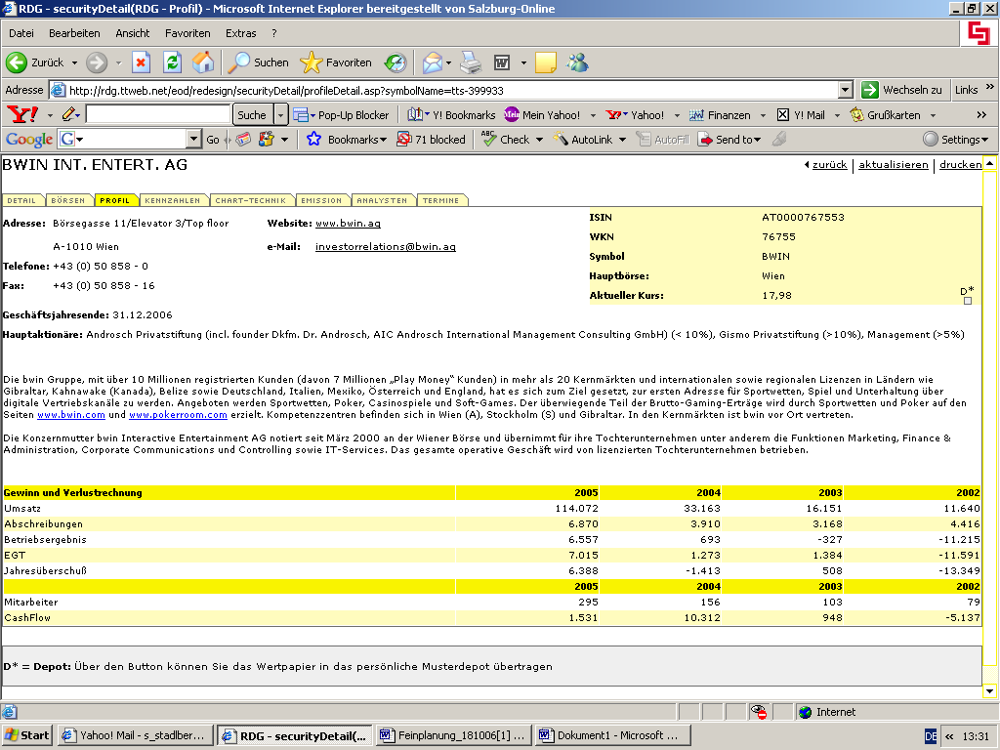 RDG - securityDetail(RDG - Profil) - Microsoft Internet Explorer bereitgestellt von Salzburg-Online
Datei Bearbeiten Ansicht Favoriten Extras ?
Zurück Suchen Favoriten
Adresse http://rdg.ttweb.net/eod/redesign/securityDetail/profileDetail.asp?symbolName=tts-399933 Wechseln zu Links »
Y! Suche Pop-Up Blocker Y! Bookmarks Mein Yahoo! Y! Yahoo! Finanzen Y! Mail Grußkarten »
Google G Go Bookmarks 71 blocked Check AutoLink AutoFill Send to Settings
BWIN INT. ENTERT. AG zurück | aktualisieren | drucken
DETAIL BÖRSEN PROFIL KENNZAHLEN CHART-TECHNIK EMISSION ANALYSTEN TERMINE
Adresse: Börsegasse 11/Elevator 3/Top floor Website: www.bwin.ag
A-1010 Wien e-Mail: investorrelations@bwin.ag
Telefone: +43 (0) 50 858 - 0
Fax: +43 (0) 50 858 - 16
ISIN AT0000767553
WKN 76755
Symbol BWIN
Hauptbörse: Wien
Aktueller Kurs: 17,98 D*
Geschäftsjahresende: 31.12.2006
Hauptaktionäre: Androsch Privatstiftung (incl. founder Dkfm. Dr. Androsch, AIC Androsch International Management Consulting GmbH) (< 10%), Gismo Privatstiftung (>10%), Management (>5%)
Die bwin Gruppe, mit über 10 Millionen registrierten Kunden (davon 7 Millionen „Play Money“ Kunden) in mehr als 20 Kernmärkten und internationalen sowie regionalen Lizenzen in Ländern wie
Gibraltar, Kahnawake (Kanada), Belize sowie Deutschland, Italien, Mexiko, Österreich und England, hat es sich zum Ziel gesetzt, zur ersten Adresse für Sportwetten, Spiel und Unterhaltung über
digitale Vertriebskanäle zu werden. Angeboten werden Sportwetten, Poker, Casinospiele und Soft-Games. Der überwiegende Teil der Brutto-Gaming-Erträge wird durch Sportwetten und Poker auf den
Seiten www.bwin.com und www.pokerroom.com erzielt. Kompetenzzentren befinden sich in Wien (A), Stockholm (S) und Gibraltar. In den Kernmärkten ist bwin vor Ort vertreten.
Die Konzernmutter bwin Interactive Entertainment AG notiert seit März 2000 an der Wiener Börse und übernimmt für ihre Tochterunternehmen unter anderem die Funktionen Marketing, Finance &
Administration, Corporate Communications und Controlling sowie IT-Services. Das gesamte operative Geschäft wird von lizenzierten Tochterunternehmen betrieben.
Gewinn und Verlustrechnung 2005 2004 2003 2002
Umsatz 114.072 33.163 16.151 11.640
Abschreibungen 6.870 3.910 3.168 4.416
Betriebsergebnis 6.557 693 -327 -11.215
EGT 7.015 1.273 1.384 -11.591
Jahresüberschuß 6.388 -1.413 508 -13.349
2005 2004 2003 2002
Mitarbeiter 295 156 103 79
CashFlow 1.531 10.312 948 -5.137
D* = Depot: Über den Button können Sie das Wertpapier in das persönliche Musterdepot übertragen
Internet
Start Yahoo! Mail - s_stadlber... RDG - securityDetail(... Feinplanung_181006[1] ... Dokument1 - Microsoft ... DE « 13:31